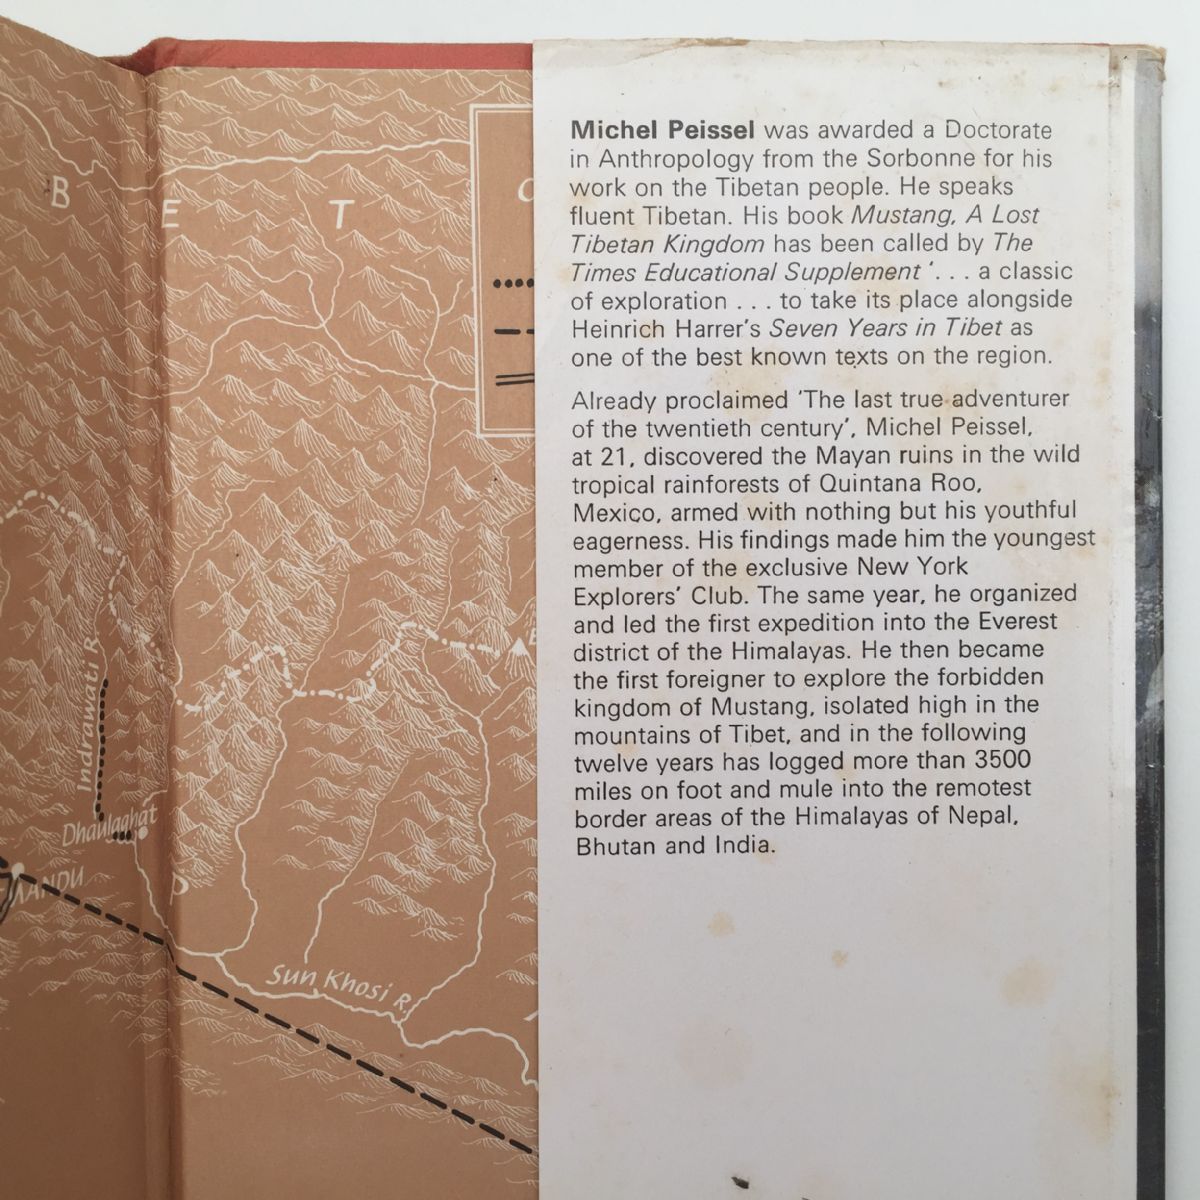 B E T
Indrawati R.
Dhaulaghat
MANDU
P
Sun Khosi R.
Michel Peissel was awarded a Doctorate
in Anthropology from the Sorbonne for his
work on the Tibetan people. He speaks
fluent Tibetan. His book Mustang, A Lost
Tibetan Kingdom has been called by The
Times Educational Supplement '. . . a classic
of exploration . . . to take its place alongside
Heinrich Harrer's Seven Years in Tibet as
one of the best known texts on the region.
Already proclaimed 'The last true adventurer
of the twentieth century', Michel Peissel,
at 21, discovered the Mayan ruins in the wild
tropical rainforests of Quintana Roo,
Mexico, armed with nothing but his youthful
eagerness. His findings made him the youngest
member of the exclusive New York
Explorers' Club. The same year, he organized
and led the first expedition into the Everest
district of the Himalayas. He then became
the first foreigner to explore the forbidden
kingdom of Mustang, isolated high in the
mountains of Tibet, and in the following
twelve years has logged more than 3500
miles on foot and mule into the remotest
border areas of the Himalayas of Nepal,
Bhutan and India.